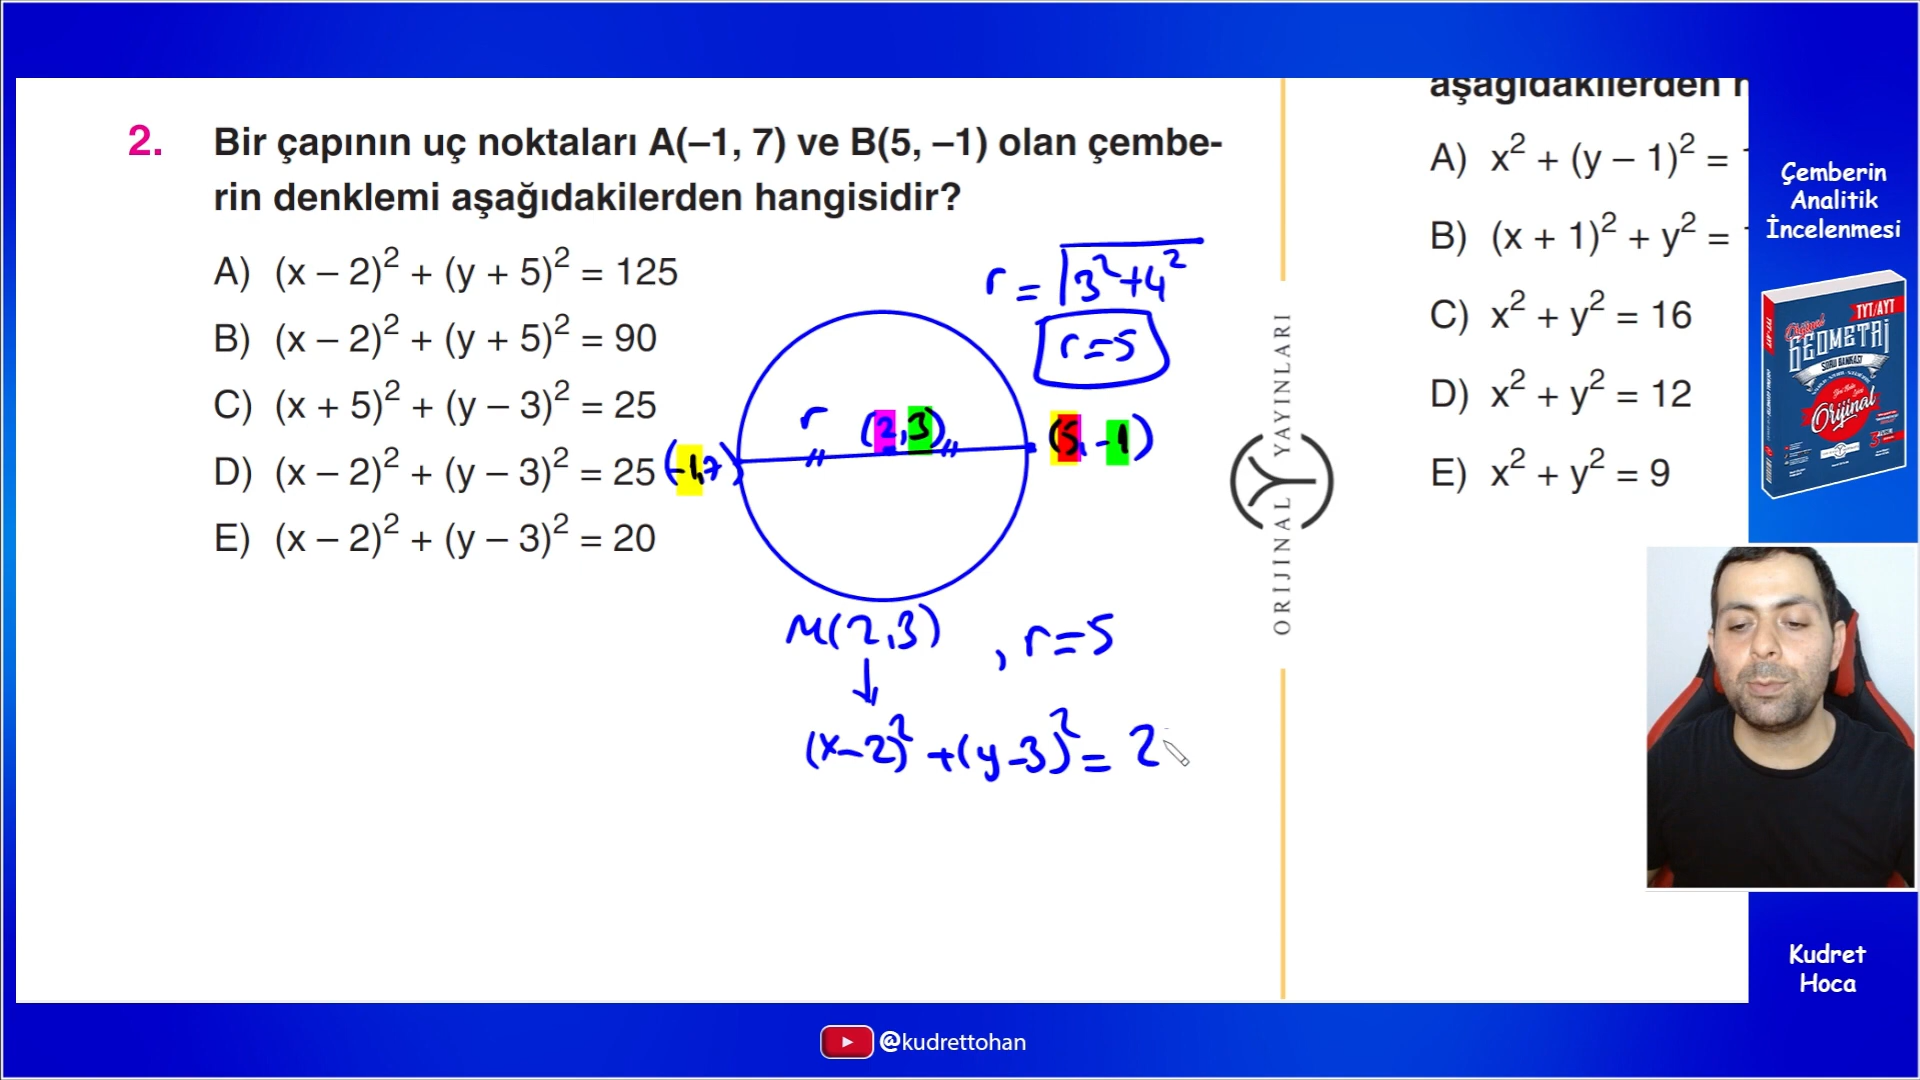 2. Bir çapının uç noktaları A(–1, 7) ve B(5, –1) olan çembe-
rin denklemi aşağıdakilerden hangisidir?
A) (x – 2)² + (y + 5)² = 125
B) (x – 2)² + (y + 5)² = 90
C) (x + 5)² + (y – 3)² = 25
D) (x – 2)² + (y – 3)² = 25
E) (x – 2)² + (y – 3)² = 20
r = √3²+4²
r=5
r
(2,3)
(-1,7)
(5,-1)
M(2,3) , r=5
(x-2)² + (y-3)² = 2
ORİJİNAL YAYINLARI
aşağıdakilerden
A) x² + (y – 1)² =
B) (x + 1)² + y² =
C) x² + y² = 16
D) x² + y² = 12
E) x² + y² = 9
Çemberin
Analitik
İncelenmesi
TYT/AYT
Orijinal
GEOMETRİ
SORU BANKASI
Orijinal
Kudret
Hoca
@kudrettohan